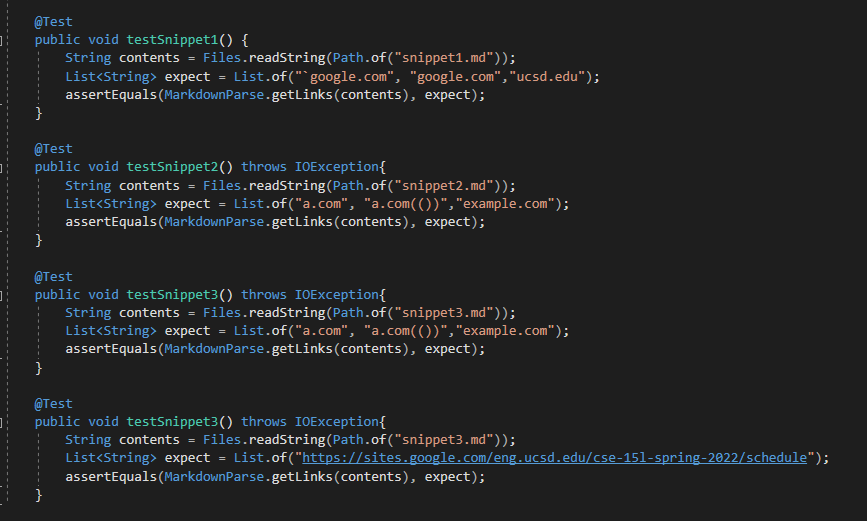 @Test
public void testSnippet1() {
String contents = Files.readString(Path.of("snippet1.md"));
List<String> expect = List.of("`google.com", "google.com","ucsd.edu");
assertEquals(MarkdownParse.getLinks(contents), expect);
}
@Test
public void testSnippet2() throws IOException{
String contents = Files.readString(Path.of("snippet2.md"));
List<String> expect = List.of("a.com", "a.com(())","example.com");
assertEquals(MarkdownParse.getLinks(contents), expect);
}
@Test
public void testSnippet3() throws IOException{
String contents = Files.readString(Path.of("snippet3.md"));
List<String> expect = List.of("a.com", "a.com(())","example.com");
assertEquals(MarkdownParse.getLinks(contents), expect);
}
@Test
public void testSnippet3() throws IOException{
String contents = Files.readString(Path.of("snippet3.md"));
List<String> expect = List.of("https://sites.google.com/eng.ucsd.edu/cse-15l-spring-2022/schedule");
assertEquals(MarkdownParse.getLinks(contents), expect);
}